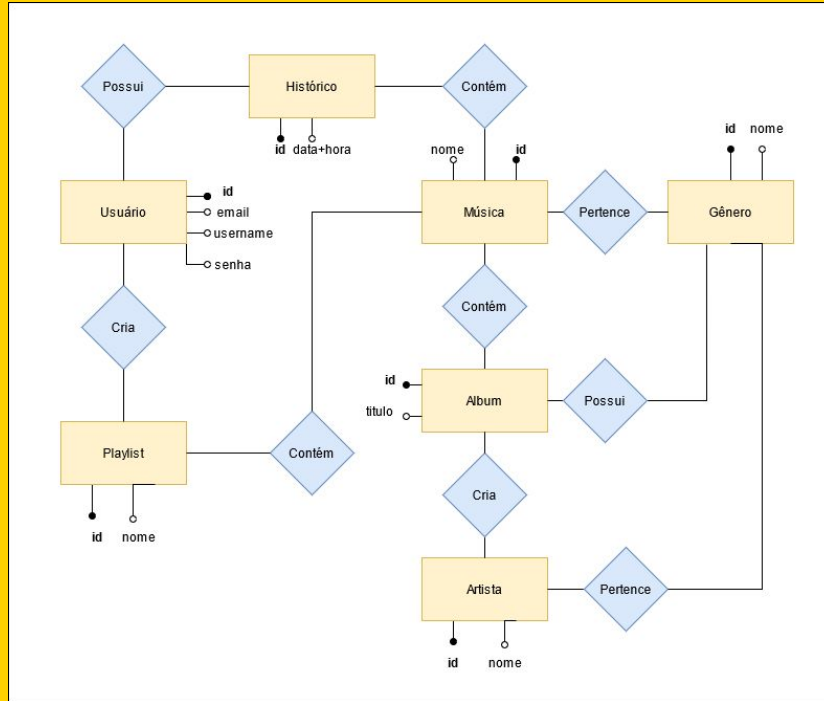 Possui
Histórico
Contém
id data+hora
id nome
nome id
Usuário
id
email
username
senha
Música
Pertence
Gênero
Contém
Cria
id
titulo
Album
Possui
Playlist
Contém
id nome
Cria
Artista
Pertence
id nome